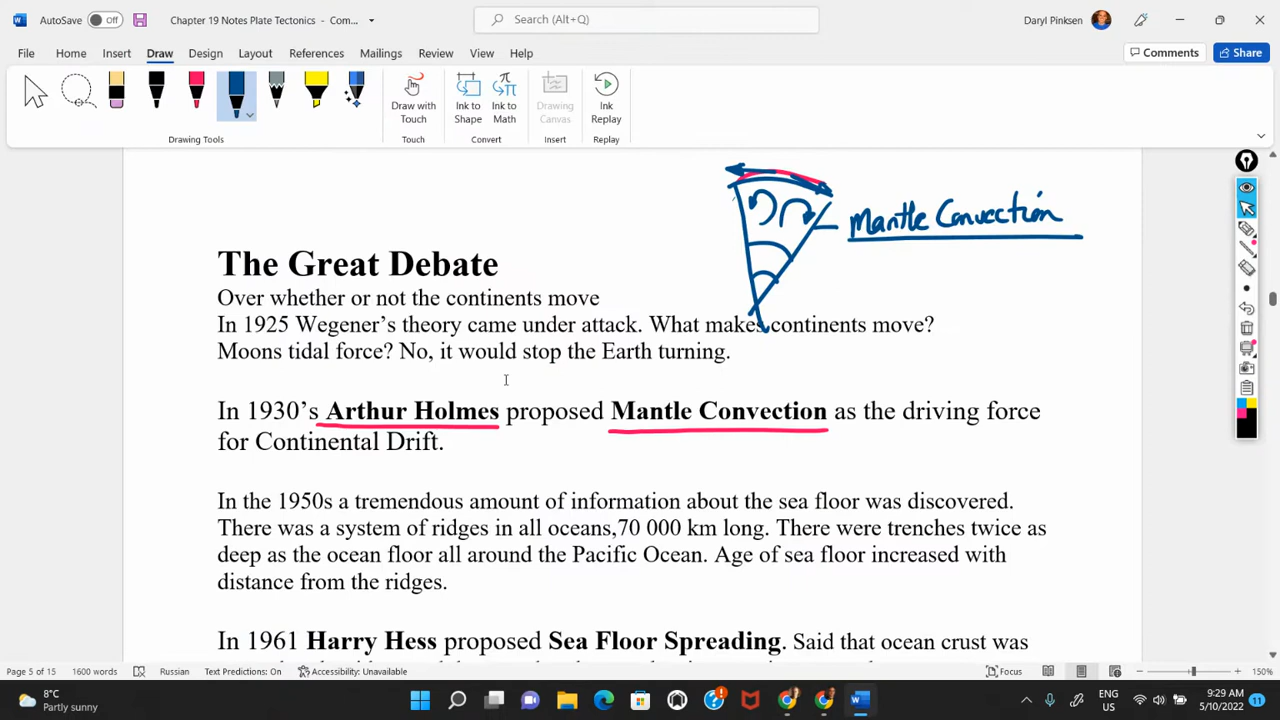 AutoSave Off Chapter 19 Notes Plate Tectonics - Com... Search (Alt+Q) Daryl Pinksen
File Home Insert Draw Design Layout References Mailings Review View Help Comments Share
Draw with Touch Ink to Shape Ink to Math Drawing Canvas Ink Replay
Drawing Tools Touch Convert Insert Replay
Mantle Convection
The Great Debate
Over whether or not the continents move
In 1925 Wegener's theory came under attack. What makes continents move?
Moons tidal force? No, it would stop the Earth turning.
In 1930's Arthur Holmes proposed Mantle Convection as the driving force
for Continental Drift.
In the 1950s a tremendous amount of information about the sea floor was discovered.
There was a system of ridges in all oceans,70 000 km long. There were trenches twice as
deep as the ocean floor all around the Pacific Ocean. Age of sea floor increased with
distance from the ridges.
In 1961 Harry Hess proposed Sea Floor Spreading. Said that ocean crust was
Page 5 of 15 1600 words Russian Text Predictions: On Accessibility: Unavailable Focus 150%
8°C
Partly sunny
ENG
US
9:29 AM
5/10/2022